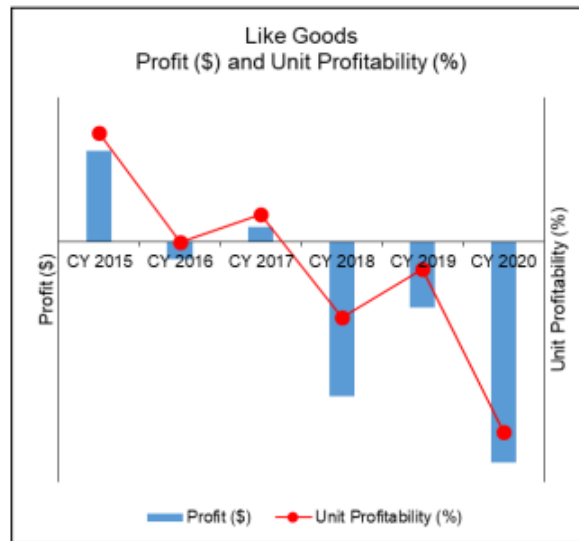 Like Goods
Profit ($) and Unit Profitability (%)
Profit ($)
CY 2015 CY 2016 CY 2017 CY 2018 CY 2019 CY 2020
Unit Profitability (%)
Profit ($) Unit Profitability (%)